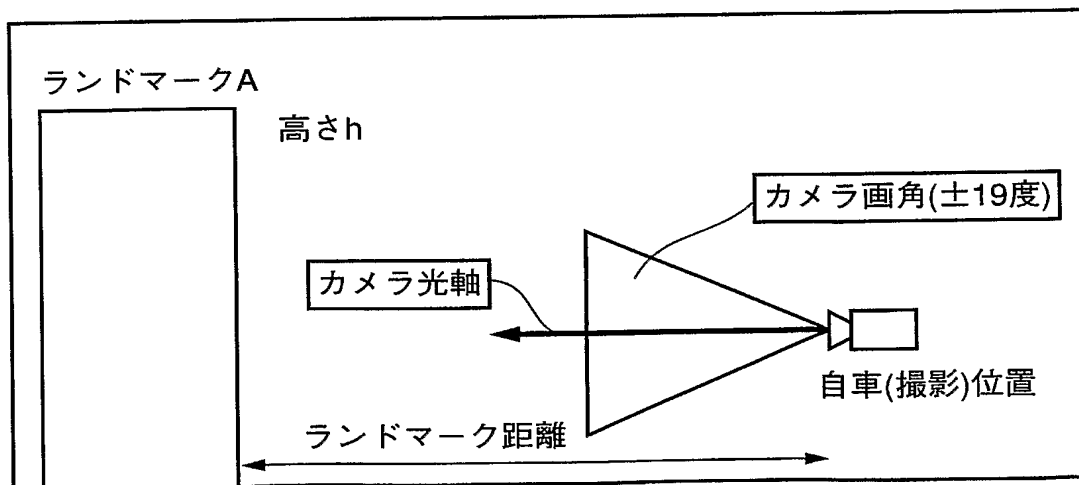 ランドマークA
高さh
カメラ画角(±19度)
カメラ光軸
自車(撮影)位置
ランドマーク距離